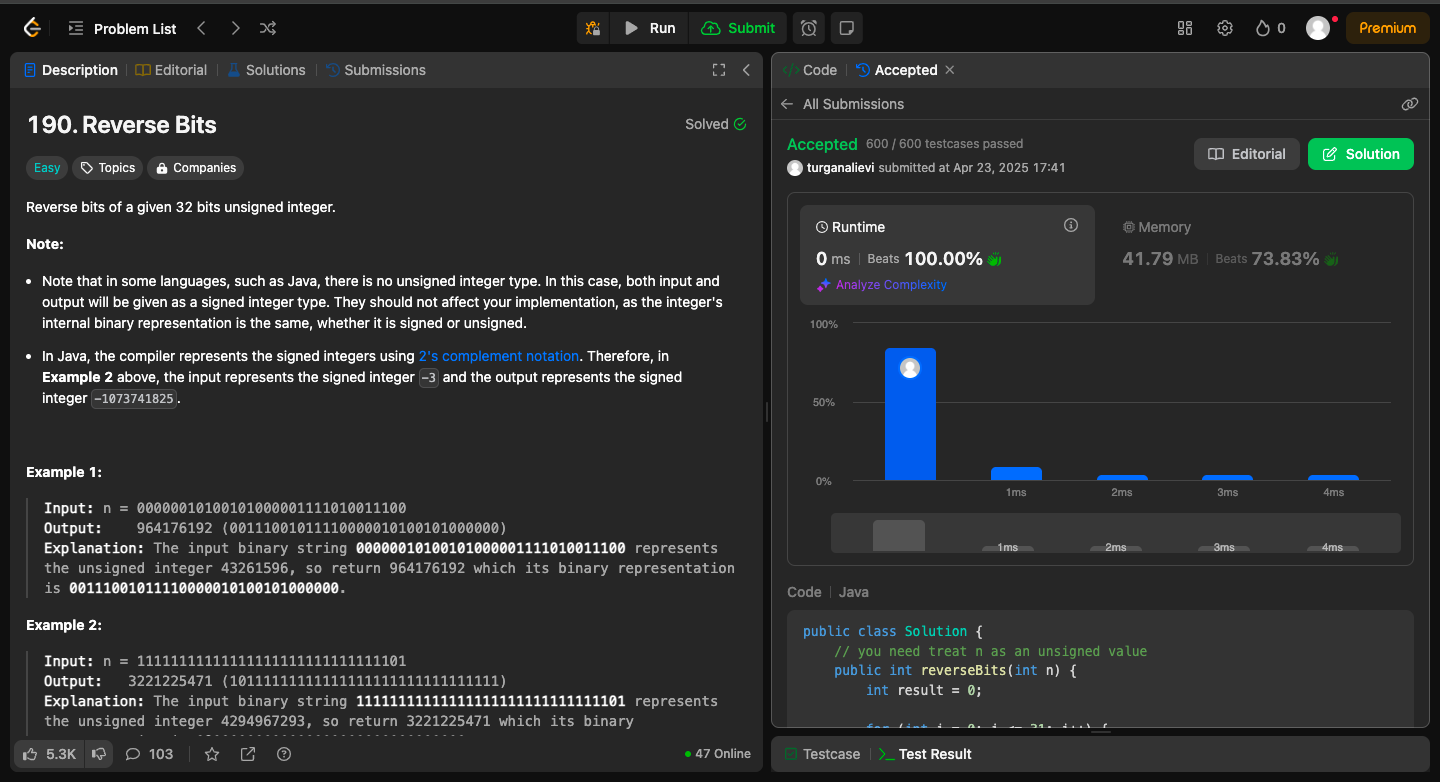 Problem List
Run
Submit
0
Premium
Description
Editorial
Solutions
Submissions
190. Reverse Bits
Solved
Easy
Topics
Companies
Reverse bits of a given 32 bits unsigned integer.
Note:
• Note that in some languages, such as Java, there is no unsigned integer type. In this case, both input and
output will be given as a signed integer type. They should not affect your implementation, as the integer's
internal binary representation is the same, whether it is signed or unsigned.
• In Java, the compiler represents the signed integers using 2's complement notation. Therefore, in
Example 2 above, the input represents the signed integer -3 and the output represents the signed
integer -1073741825.
Example 1:
Input: n = 00000010100101000001111010011100
Output:    964176192 (00111001011110000010100101000000)
Explanation: The input binary string 00000010100101000001111010011100 represents
the unsigned integer 43261596, so return 964176192 which its binary representation
is 00111001011110000010100101000000.
Example 2:
Input: n = 11111111111111111111111111111101
Output:   3221225471 (10111111111111111111111111111111)
Explanation: The input binary string 11111111111111111111111111111101 represents
the unsigned integer 4294967293, so return 3221225471 which its binary
5.3K
103
47 Online
Code
Accepted
All Submissions
Accepted 600 / 600 testcases passed
turganalievi submitted at Apr 23, 2025 17:41
Editorial
Solution
Runtime
0 ms | Beats 100.00%
Analyze Complexity
Memory
41.79 MB | Beats 73.83%
100%
50%
0%
1ms 2ms 3ms 4ms
1ms 2ms 3ms 4ms
Code | Java
public class Solution {
// you need treat n as an unsigned value
public int reverseBits(int n) {
int result = 0;
for (int i = 0; i <= 31; i++) {
Testcase
Test Result